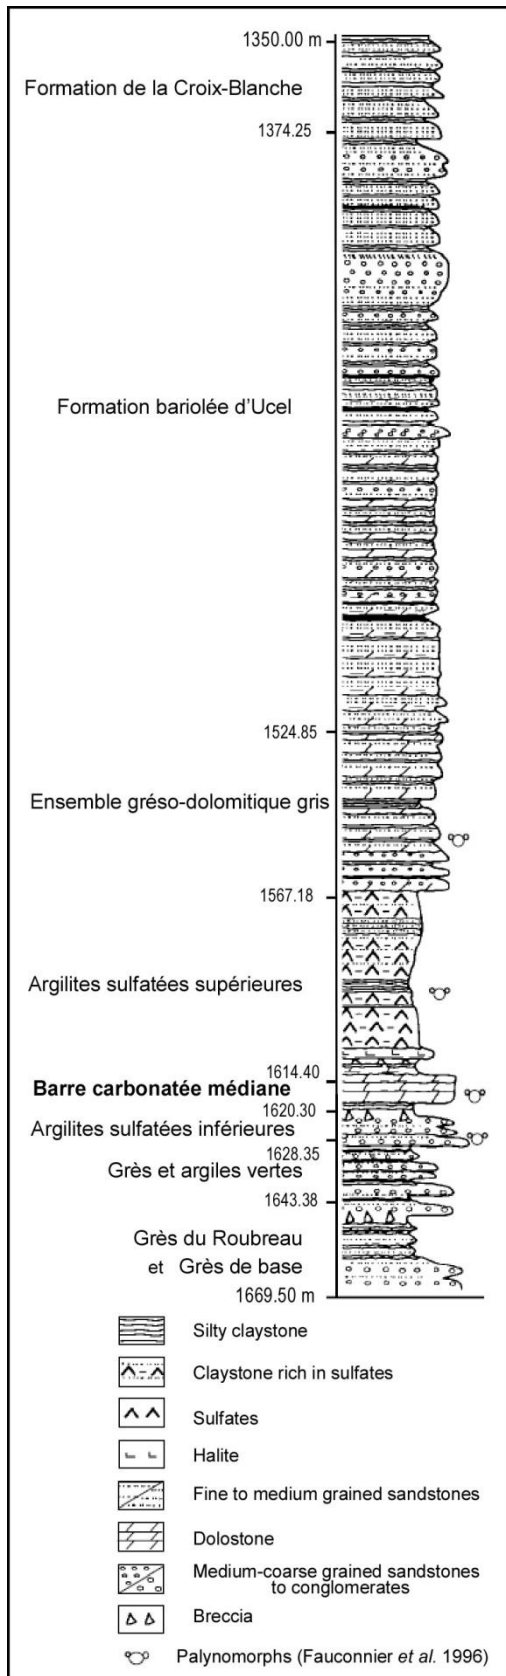 1350.00 m
Formation de la Croix-Blanche
1374.25
Formation bariolée d'Ucel
1524.85
Ensemble gréso-dolomitique gris
1567.18
Argilites sulfatées supérieures
1614.40
Barre carbonatée médiane
1620.30
Argilites sulfatées inférieures
1628.35
Grès et argiles vertes
1643.38
Grès du Roubreau
et Grès de base
1669.50 m
Silty claystone
Claystone rich in sulfates
Sulfates
Halite
Fine to medium grained sandstones
Dolostone
Medium-coarse grained sandstones
to conglomerates
Breccia
Palynomorphs (Fauconnier et al. 1996)